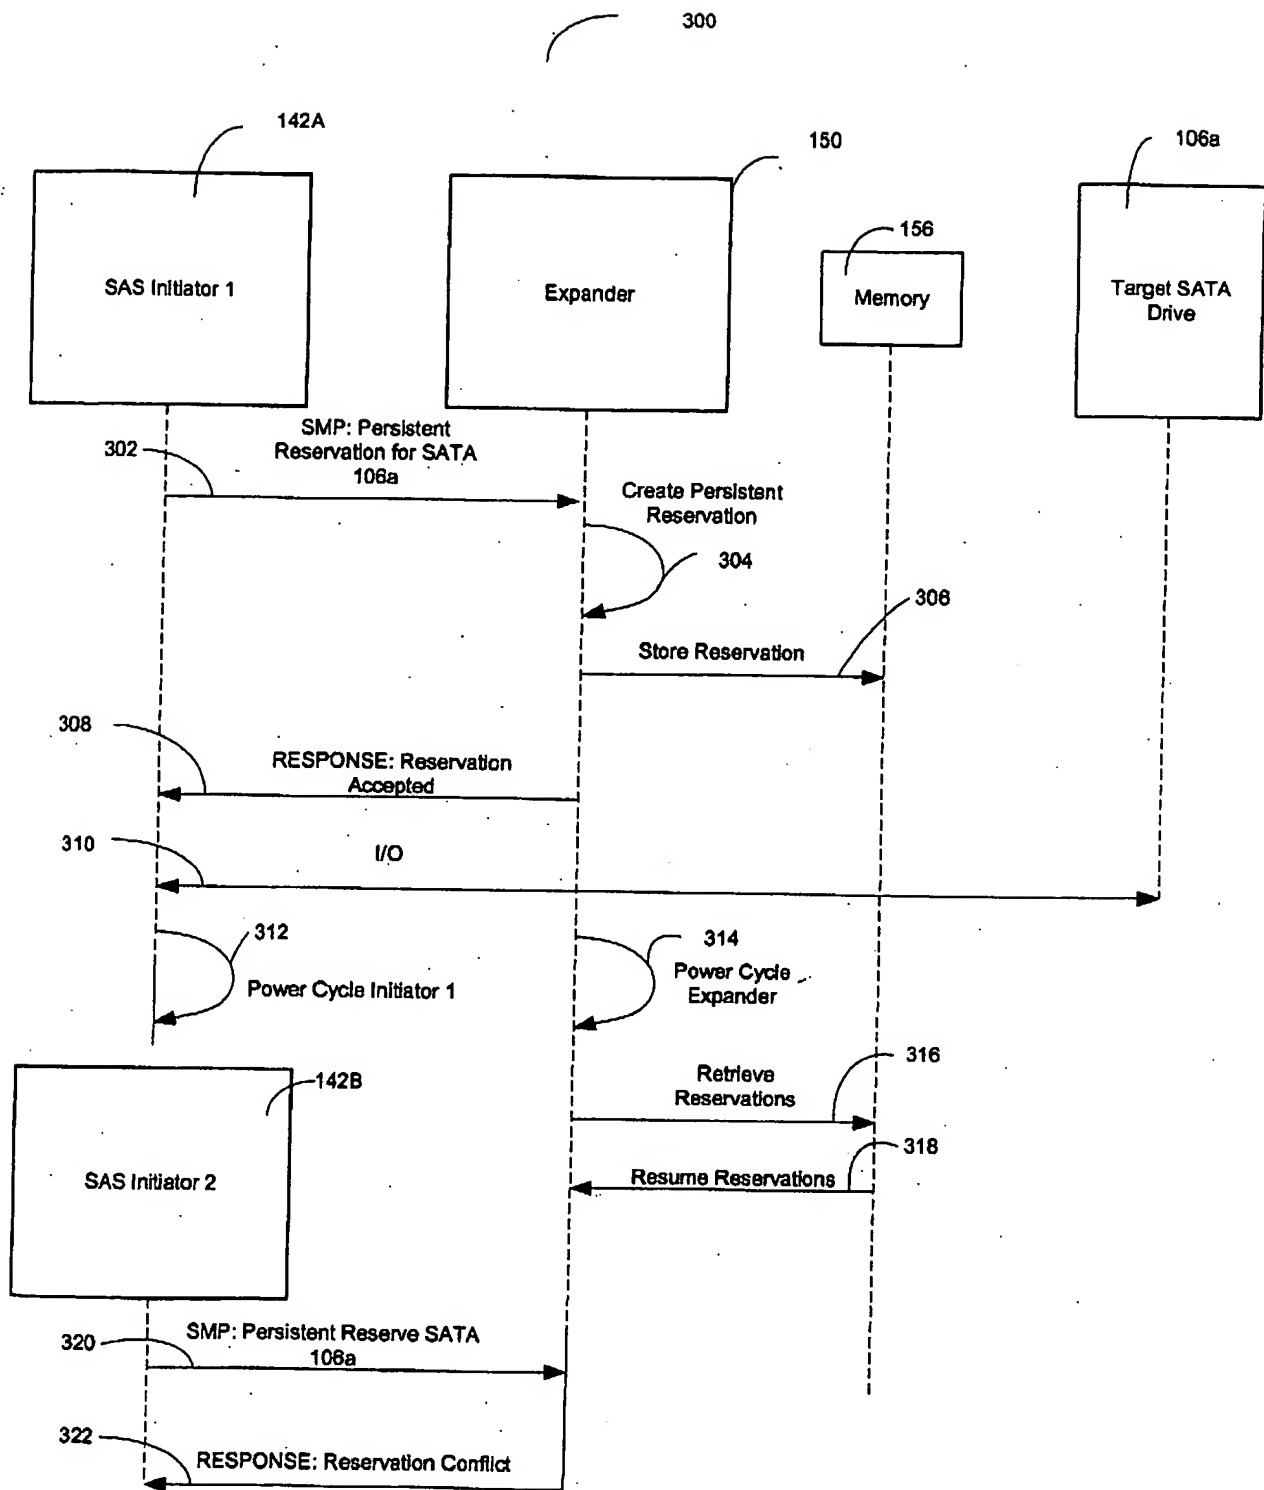 300
142A
150
106a
156
SAS Initiator 1
Expander
Memory
Target SATA
Drive
SMP: Persistent
Reservation for SATA
106a
302
Create Persistent
Reservation
304
306
Store Reservation
308
RESPONSE: Reservation
Accepted
310
I/O
312
Power Cycle Initiator 1
314
Power Cycle
Expander
316
Retrieve
Reservations
142B
318
SAS Initiator 2
Resume Reservations
SMP: Persistent Reserve SATA
106a
320
322
RESPONSE: Reservation Conflict